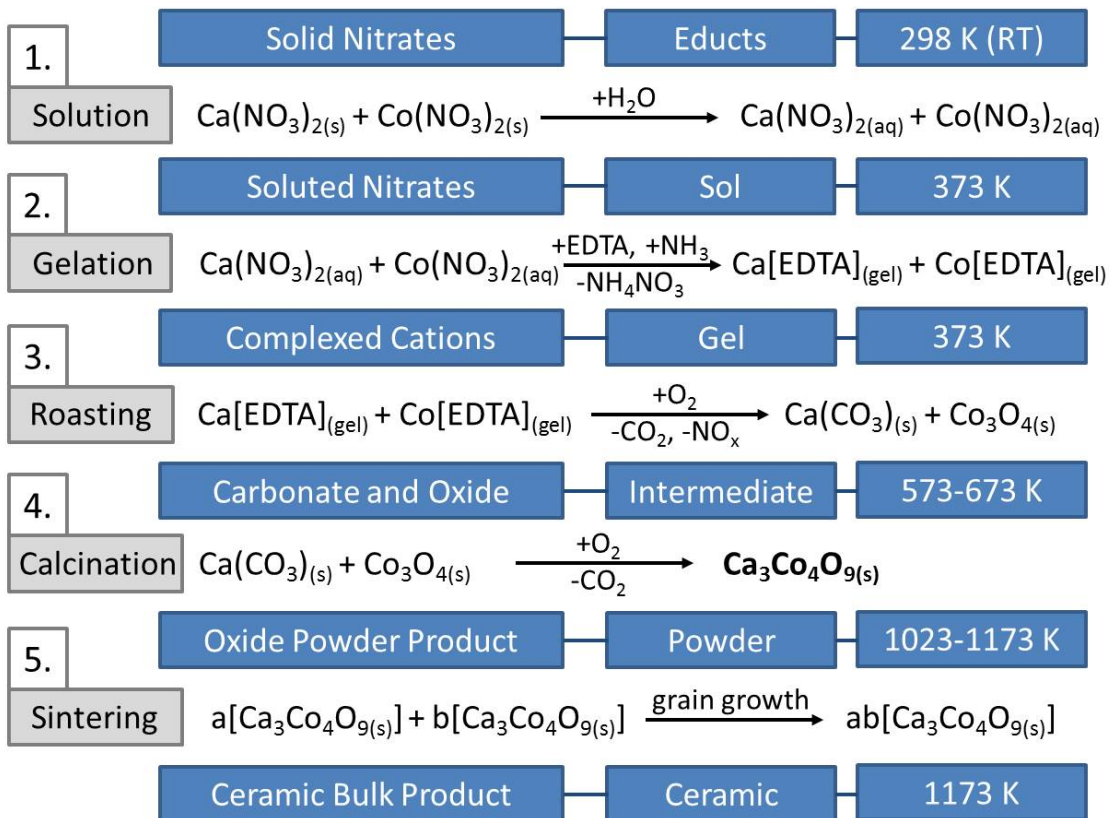 Solid Nitrates Educts 298 K (RT)
1.
Solution Ca(NO₃)₂₍ₛ₎ + Co(NO₃)₂₍ₛ₎ +H₂O Ca(NO₃)₂(aq) + Co(NO₃)₂(aq)
Soluted Nitrates Sol 373 K
2.
Gelation Ca(NO₃)₂(aq) + Co(NO₃)₂(aq) +EDTA, +NH₃ -NH₄NO₃ Ca[EDTA](gel) + Co[EDTA](gel)
Complexed Cations Gel 373 K
3.
Roasting Ca[EDTA](gel) + Co[EDTA](gel) +O₂ -CO₂, -NOₓ Ca(CO₃)(s) + Co₃O₄(s)
Carbonate and Oxide Intermediate 573-673 K
4.
Calcination Ca(CO₃)(s) + Co₃O₄(s) +O₂ -CO₂ Ca₃Co₄O₉(s)
Oxide Powder Product Powder 1023-1173 K
5.
Sintering a[Ca₃Co₄O₉(s)] + b[Ca₃Co₄O₉(s)] grain growth ab[Ca₃Co₄O₉(s)]
Ceramic Bulk Product Ceramic 1173 K